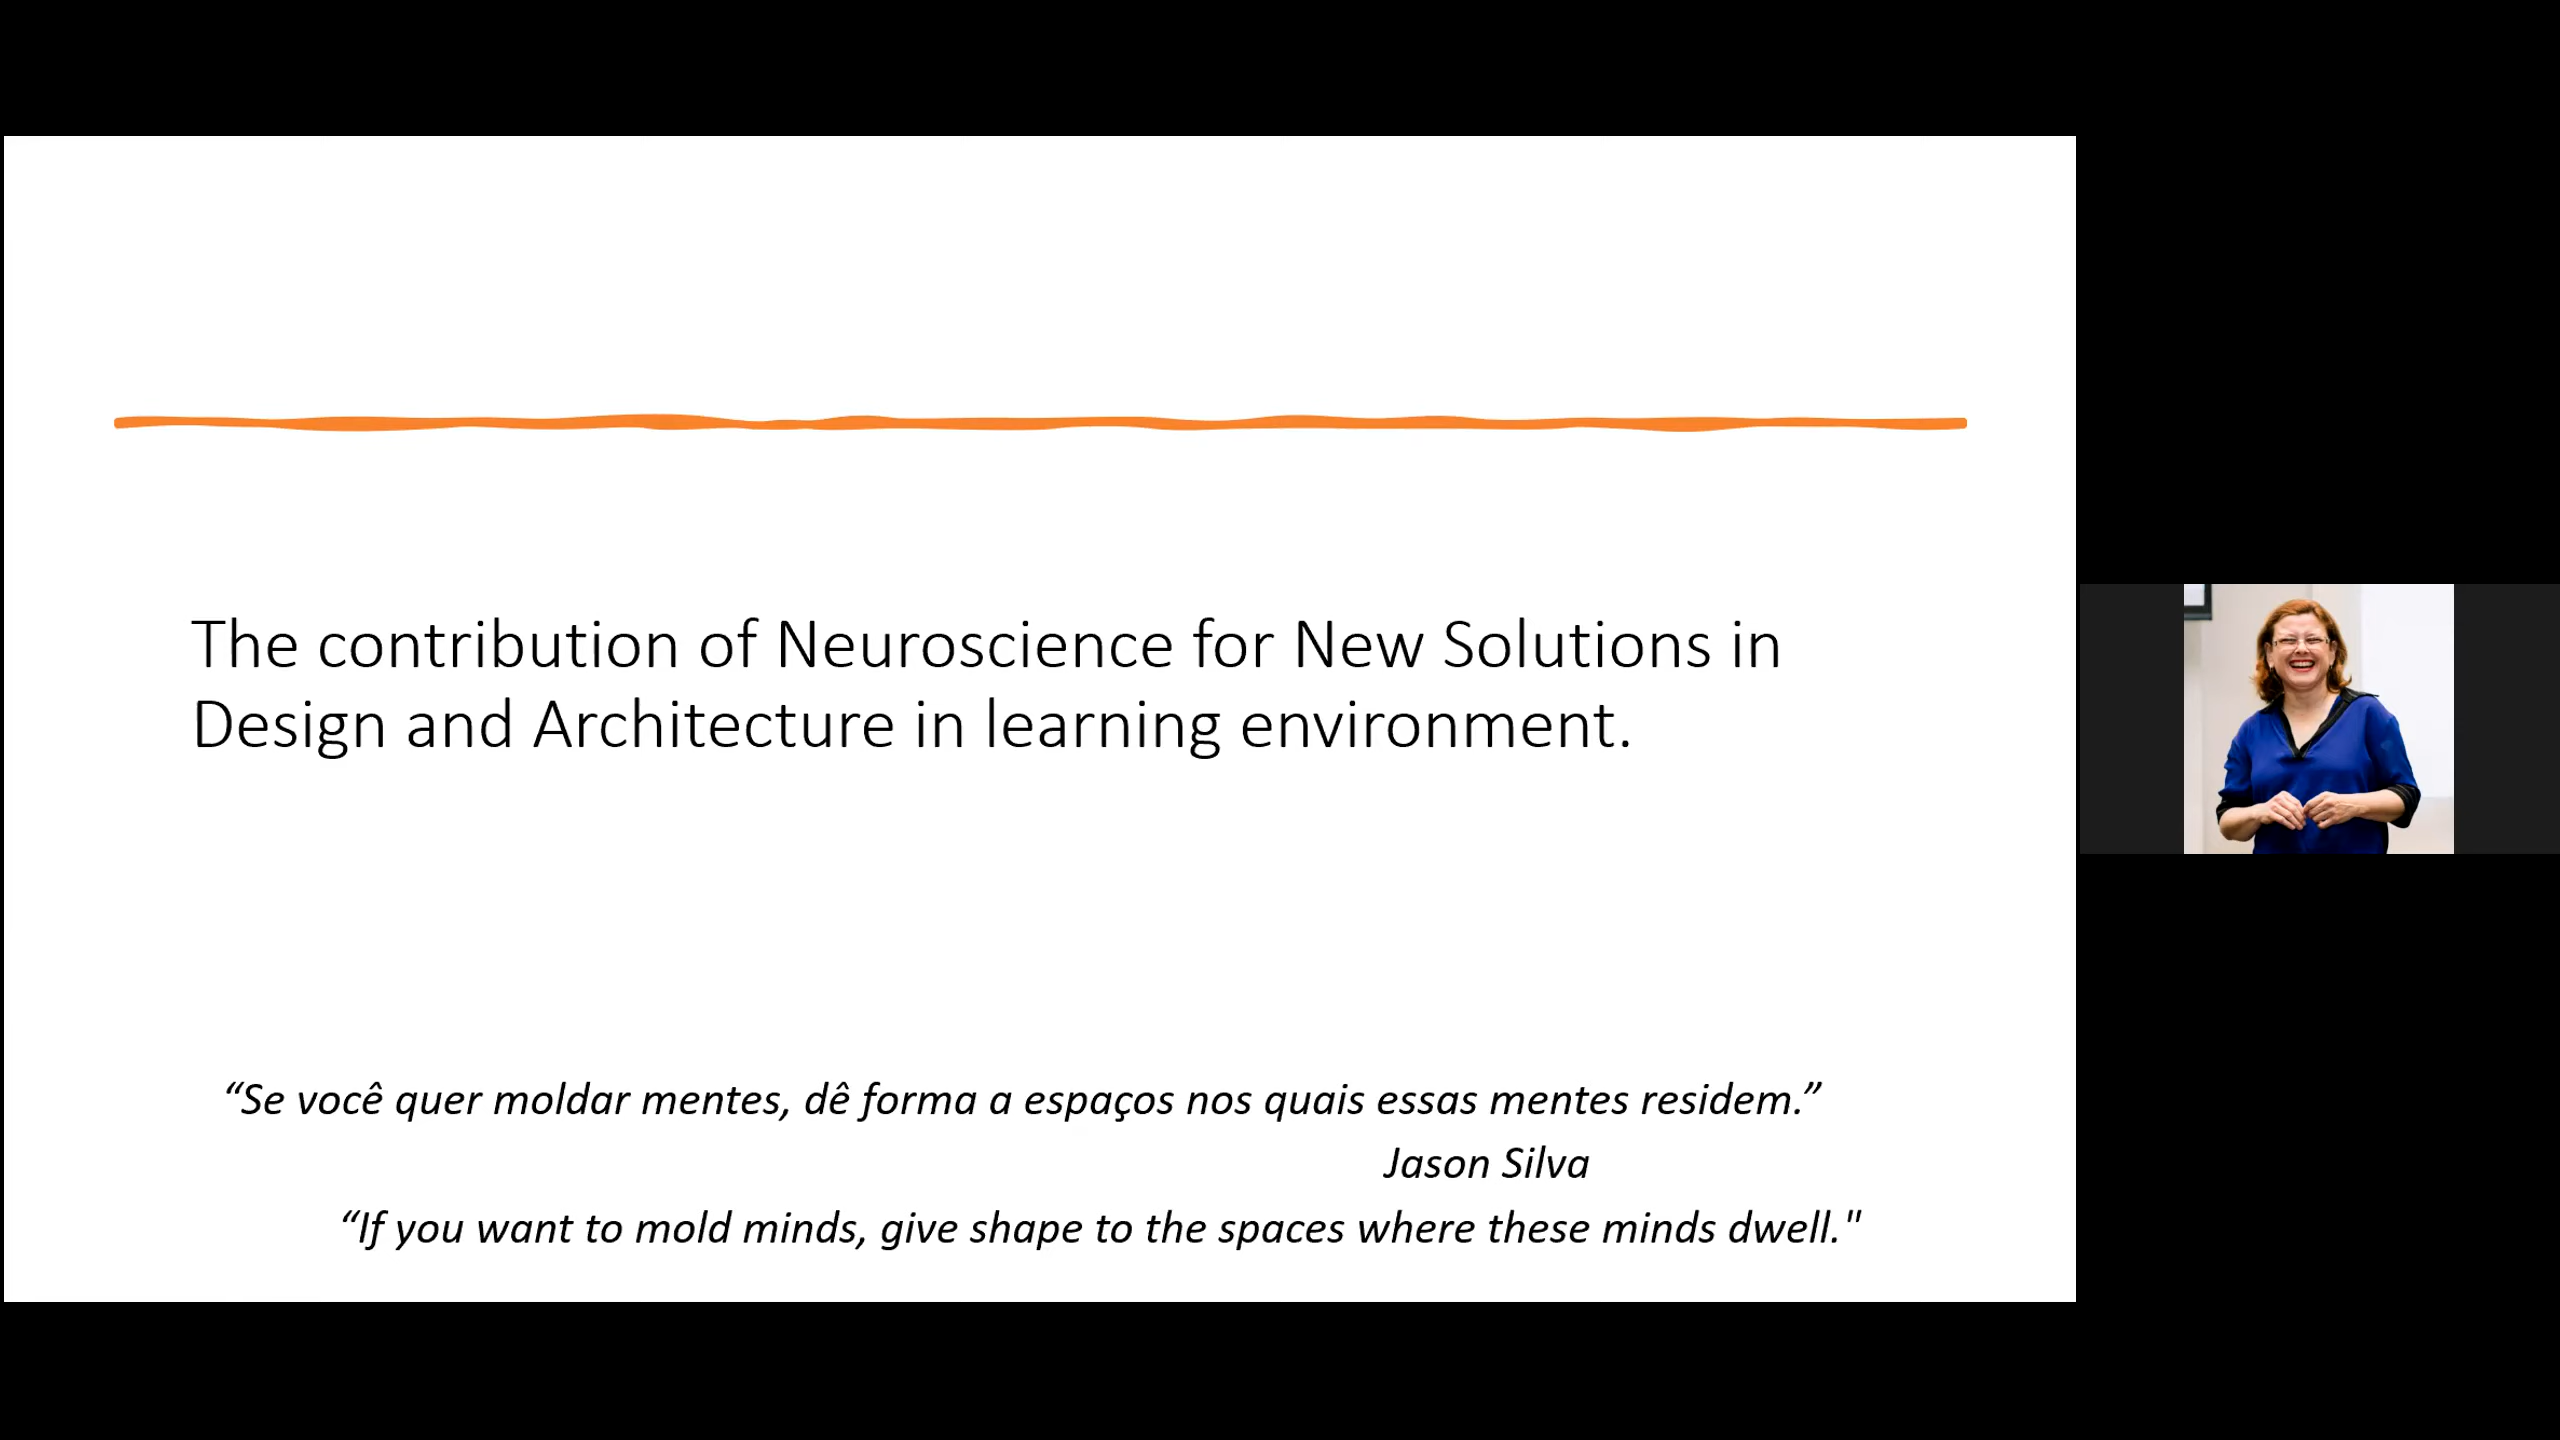 The contribution of Neuroscience for New Solutions in
Design and Architecture in learning environment.
“Se você quer moldar mentes, dê forma a espaços nos quais essas mentes residem.”
Jason Silva
“If you want to mold minds, give shape to the spaces where these minds dwell."